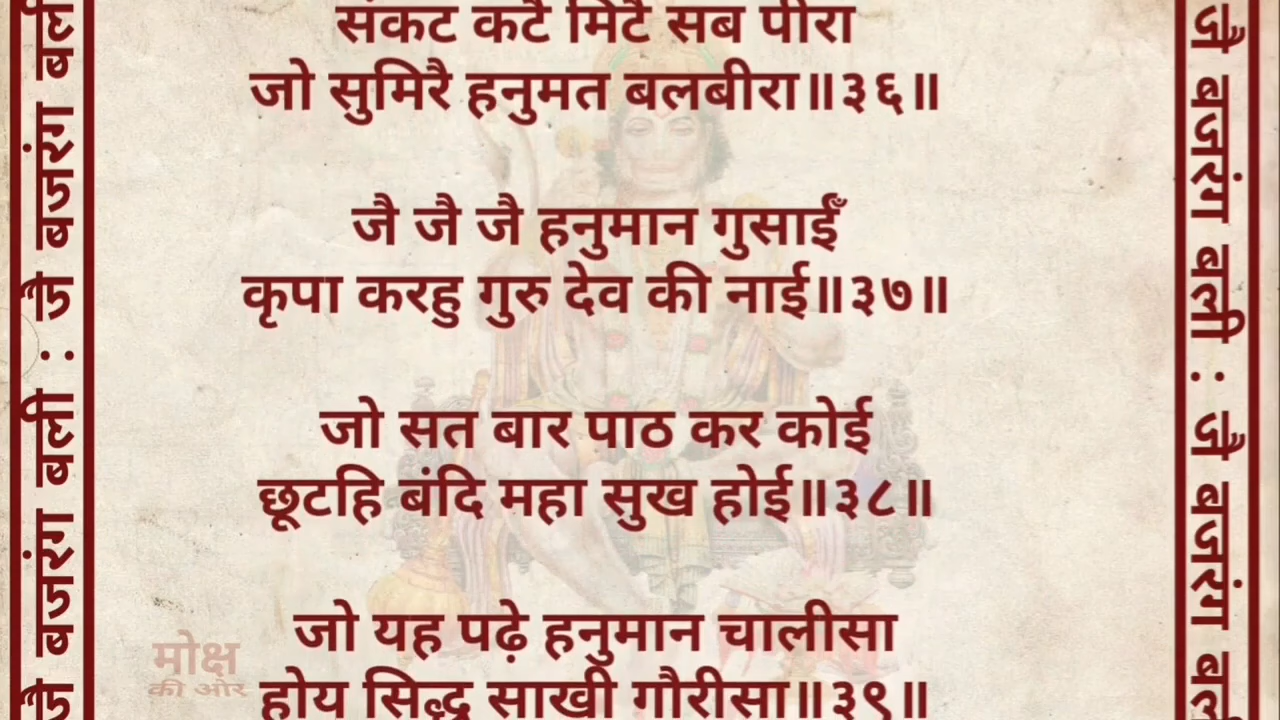 संकट कटै मिटै सब पीरा
जो सुमिरै हनुमत बलबीरा॥३६॥
जै जै जै हनुमान गुसाईँ
कृपा करहु गुरु देव की नाई॥३७॥
जो सत बार पाठ कर कोई
छूटहि बंदि महा सुख होई॥३८॥
जो यह पढ़े हनुमान चालीसा
होय सिद्ध साखी गौरीसा॥३९॥
जै बजरंग बली : जै बजरंग बली
जै बजरंग बली : जै बजरंग बली
मोक्ष
की ओर